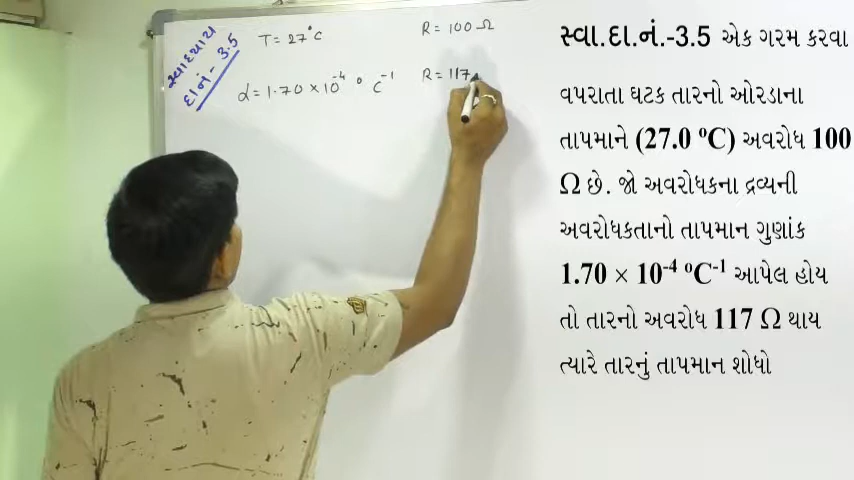 સ્વાધ્યાય
દા નં- 3.5
T = 27°C
R = 100 Ω
α = 1.70 × 10⁻⁴ ° C⁻¹
R = 117
સ્વા.દા.નં.-3.5 એક ગરમ કરવા
વપરાતા ઘટક તારનો ઓરડાના
તાપમાને (27.0 ⁰C) અવરોધ 100
Ω છે. જો અવરોધકના દ્રવ્યની
અવરોધકતાનો તાપમાન ગુણાંક
1.70 × 10⁻⁴ ⁰C⁻¹ આપેલ હોય
તો તારનો અવરોધ 117 Ω થાય
ત્યારે તારનું તાપમાન શોધો